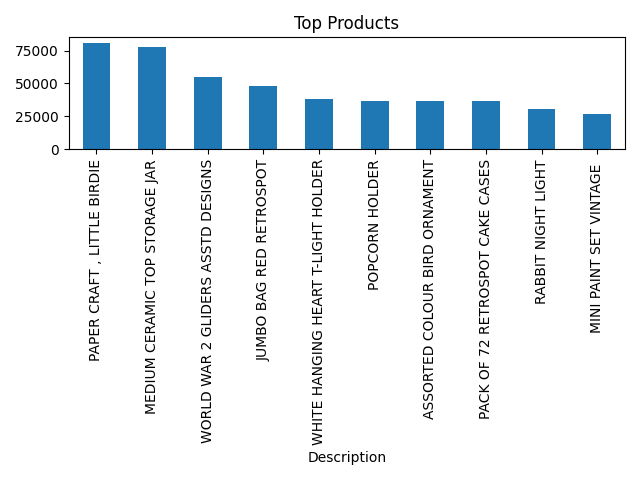 Top Products
75000
50000
25000
0
PAPER CRAFT , LITTLE BIRDIE
MEDIUM CERAMIC TOP STORAGE JAR
WORLD WAR 2 GLIDERS ASSTD DESIGNS
JUMBO BAG RED RETROSPOT
WHITE HANGING HEART T-LIGHT HOLDER
POPCORN HOLDER
ASSORTED COLOUR BIRD ORNAMENT
PACK OF 72 RETROSPOT CAKE CASES
RABBIT NIGHT LIGHT
MINI PAINT SET VINTAGE
Description